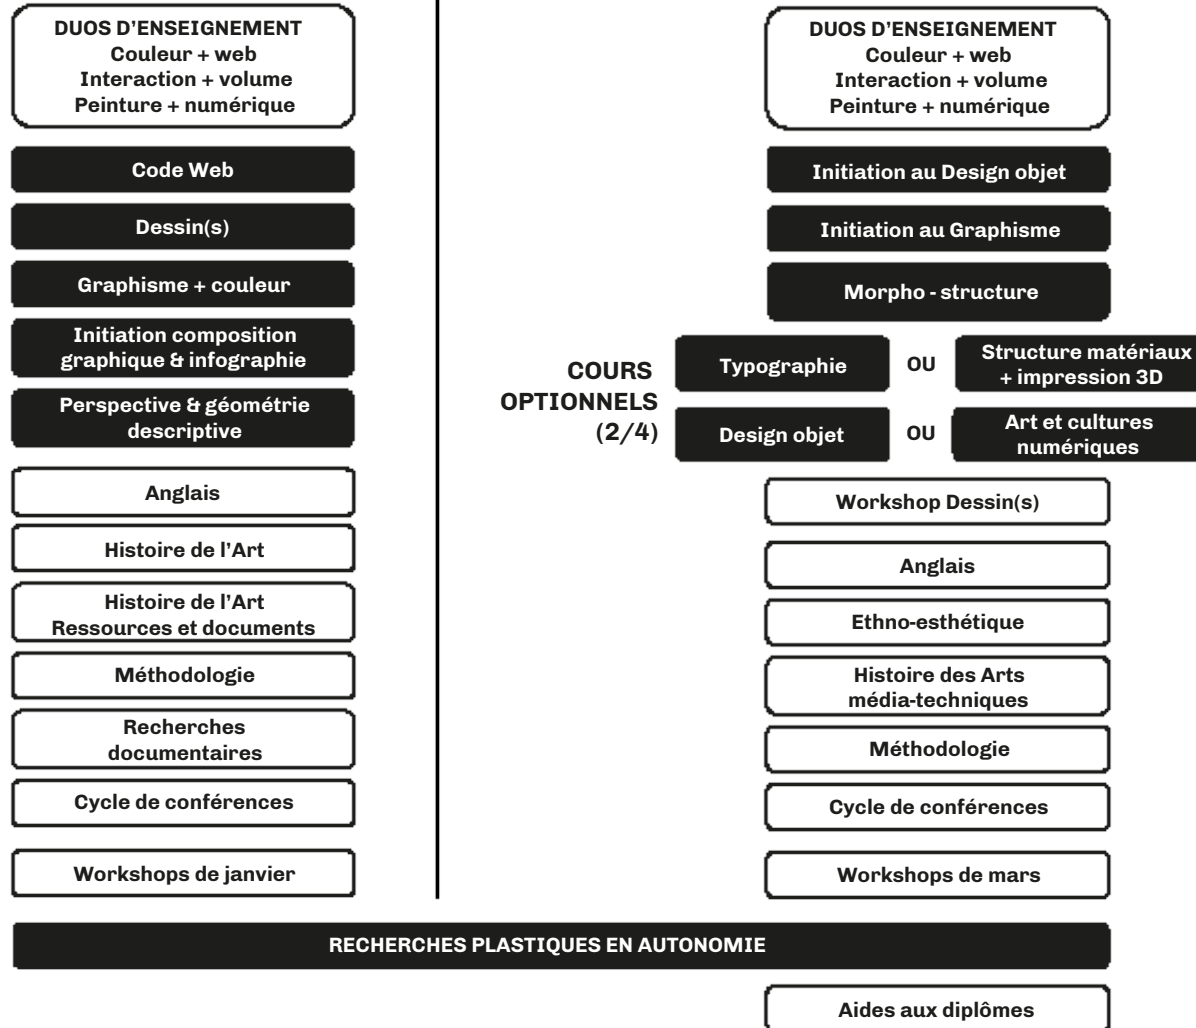 DUOS D’ENSEIGNEMENT
Couleur + web
Interaction + volume
Peinture + numérique
Code Web
Dessin(s)
Graphisme + couleur
Initiation composition
graphique & infographie
Perspective & géométrie
descriptive
Anglais
Histoire de l’Art
Histoire de l’Art
Ressources et documents
Méthodologie
Recherches
documentaires
Cycle de conférences
Workshops de janvier
DUOS D’ENSEIGNEMENT
Couleur + web
Interaction + volume
Peinture + numérique
Initiation au Design objet
Initiation au Graphisme
Morpho - structure
COURS
OPTIONNELS
(2/4)
Typographie
OU
Structure matériaux
+ impression 3D
Design objet
OU
Art et cultures
numériques
Workshop Dessin(s)
Anglais
Ethno-esthétique
Histoire des Arts
média-techniques
Méthodologie
Cycle de conférences
Workshops de mars
RECHERCHES PLASTIQUES EN AUTONOMIE
Aides aux diplômes